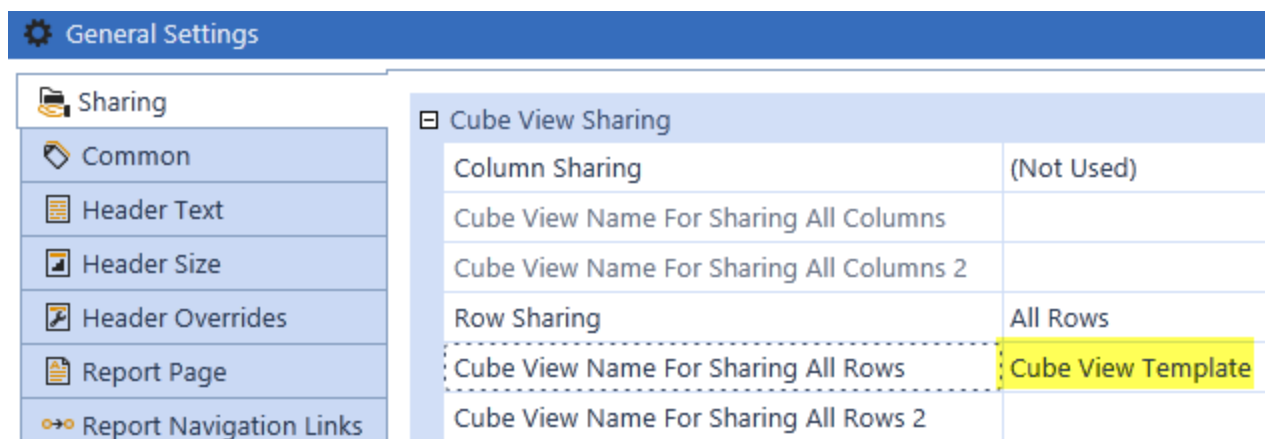 General Settings
Sharing
Common
Header Text
Header Size
Header Overrides
Report Page
Report Navigation Links
Cube View Sharing
Column Sharing (Not Used)
Cube View Name For Sharing All Columns
Cube View Name For Sharing All Columns 2
Row Sharing All Rows
Cube View Name For Sharing All Rows Cube View Template
Cube View Name For Sharing All Rows 2